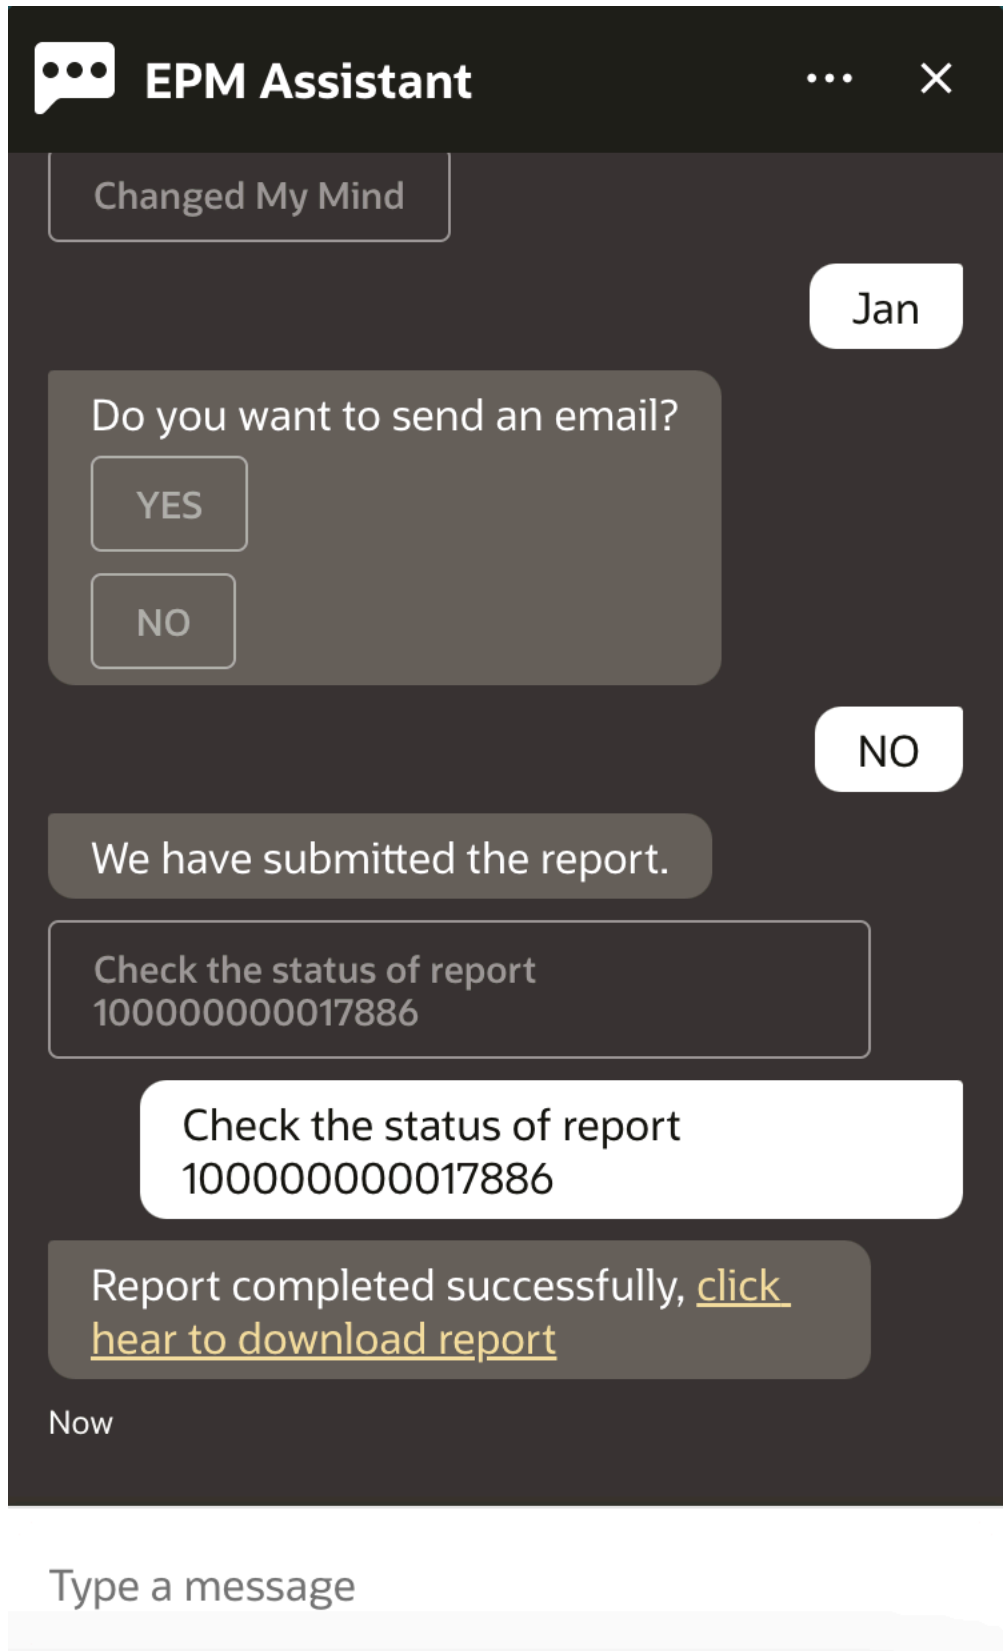 EPM Assistant
Changed My Mind
Jan
Do you want to send an email?
YES
NO
NO
We have submitted the report.
Check the status of report
100000000017886
Check the status of report
100000000017886
Report completed successfully, click
hear to download report
Now
Type a message